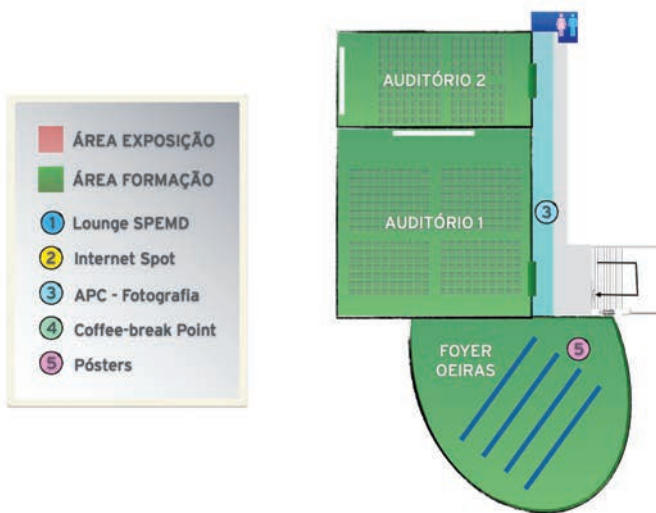 ÁREA EXPOSIÇÃO
ÁREA FORMAÇÃO
1 Lounge SPEMD
2 Internet Spot
3 APC - Fotografia
4 Coffee-break Point
5 Pósters
AUDITÓRIO 2
AUDITÓRIO 1
3
FOYER
OEIRAS
5